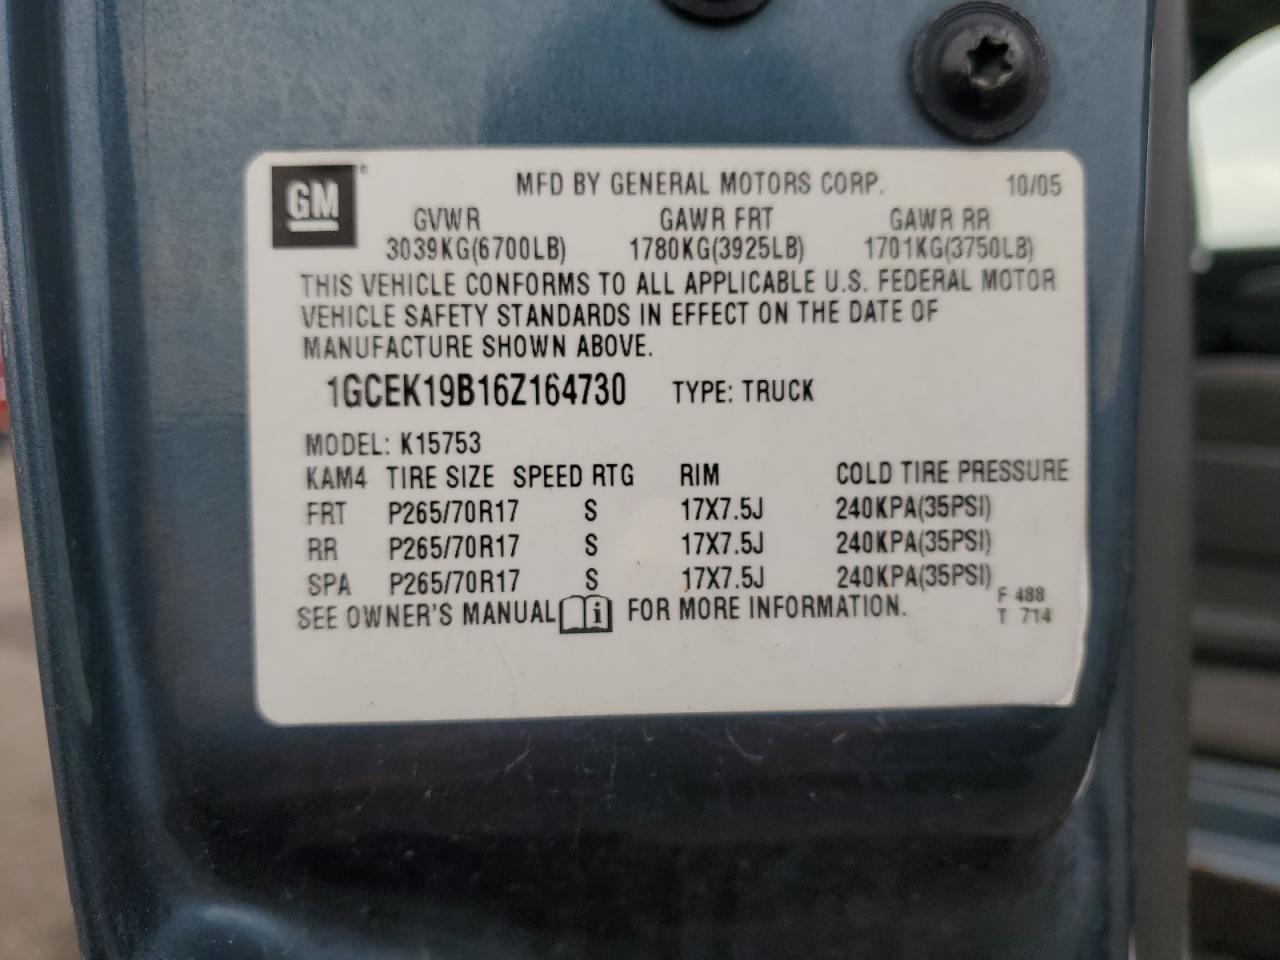 GM ® MFD BY GENERAL MOTORS CORP. 10/05
GVWR GAWR FRT GAWR RR
3039KG(6700LB) 1780KG(3925LB) 1701KG(3750LB)
THIS VEHICLE CONFORMS TO ALL APPLICABLE U.S. FEDERAL MOTOR
VEHICLE SAFETY STANDARDS IN EFFECT ON THE DATE OF
MANUFACTURE SHOWN ABOVE.
1GCEK19B16Z164730 TYPE: TRUCK
MODEL: K15753
KAM4 TIRE SIZE SPEED RTG RIM COLD TIRE PRESSURE
FRT P265/70R17 S 17X7.5J 240KPA(35PSI)
RR P265/70R17 S 17X7.5J 240KPA(35PSI)
SPA P265/70R17 S 17X7.5J 240KPA(35PSI)
SEE OWNER'S MANUAL i FOR MORE INFORMATION.
F 488
T 714